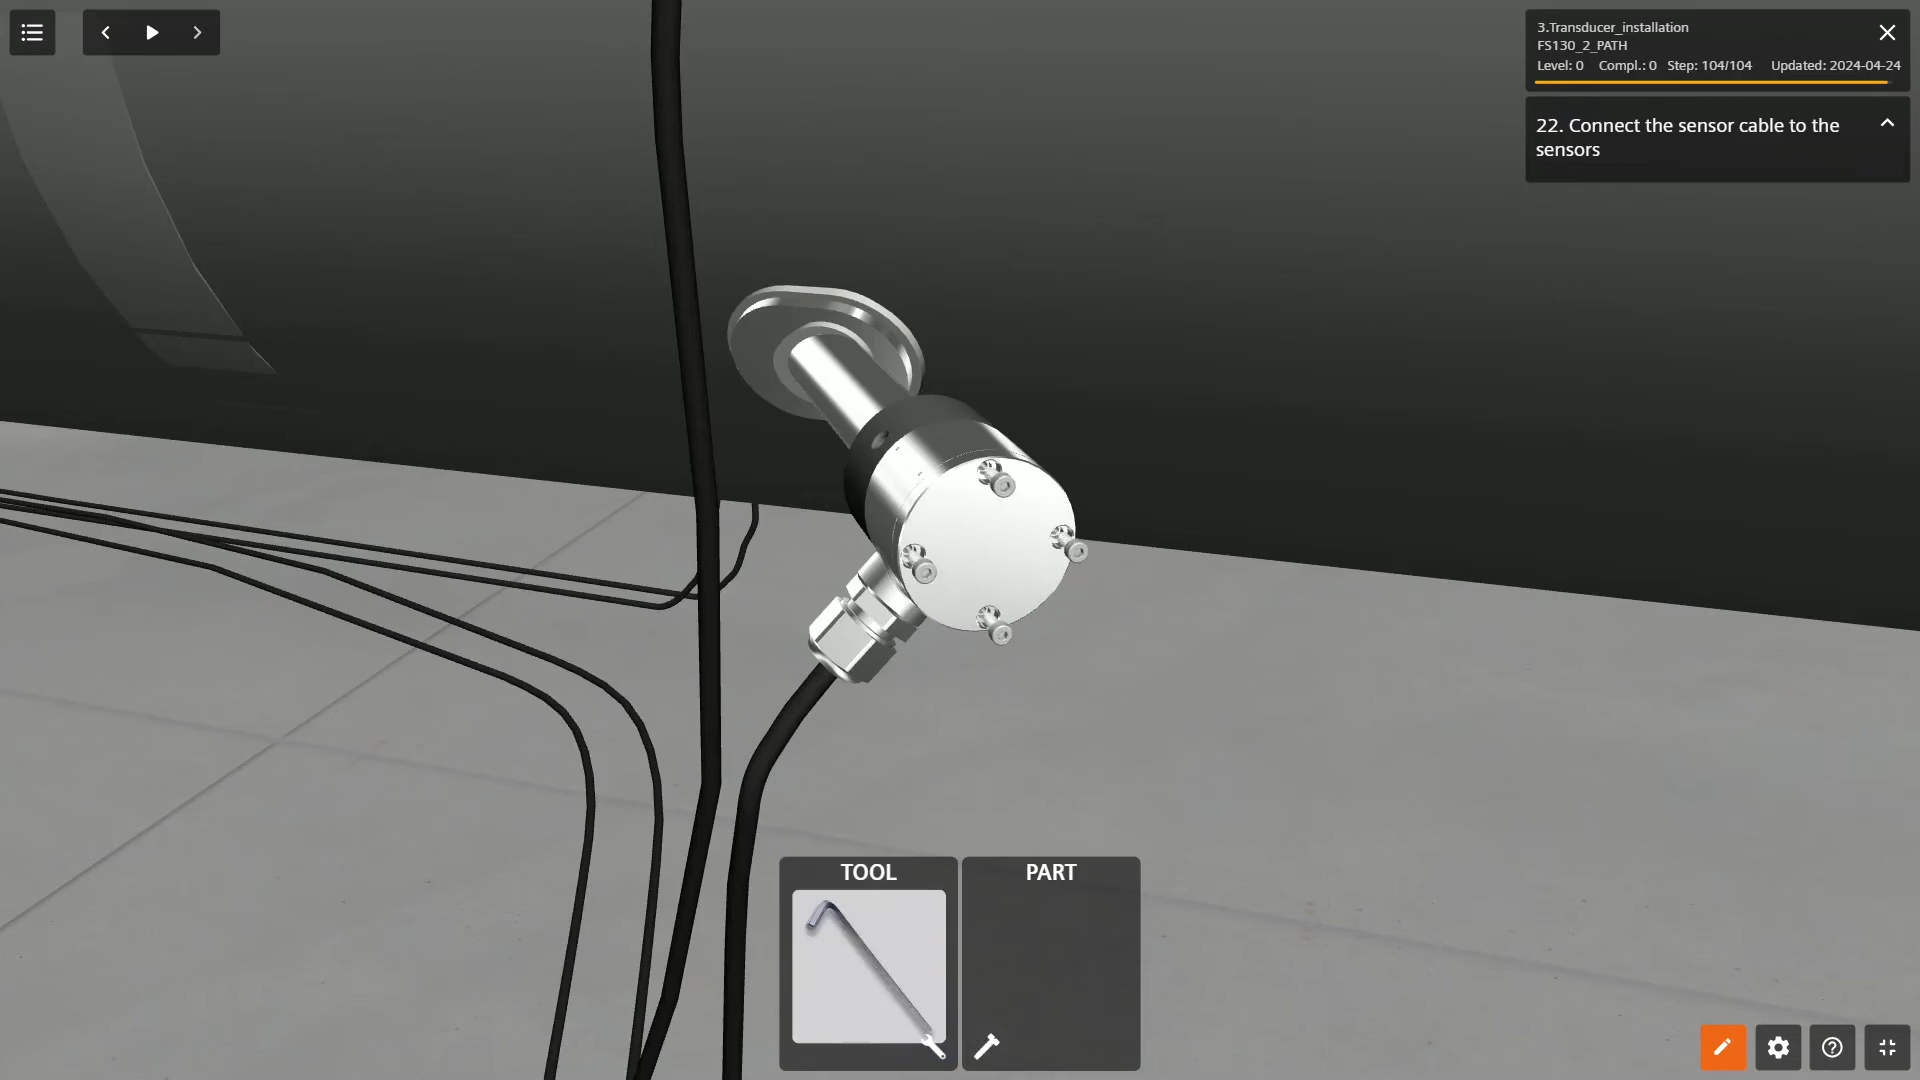 3.Transducer_installation
FS130_2_PATH
Level: 0 Compl.: 0 Step: 104/104 Updated: 2024-04-24
22. Connect the sensor cable to the
sensors
TOOL
PART